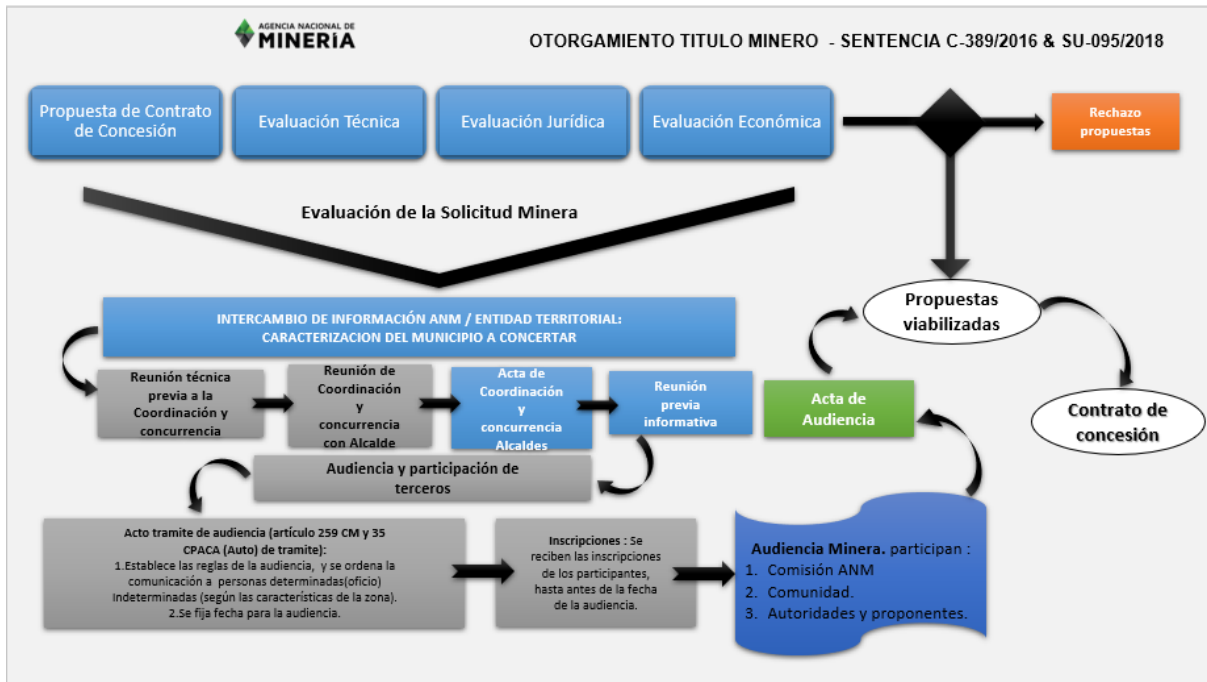 AGENCIA NACIONAL DE
MINERÍA
OTORGAMIENTO TITULO MINERO - SENTENCIA C-389/2016 & SU-095/2018
Propuesta de Contrato
de Concesión
Evaluación Técnica
Evaluación Jurídica
Evaluación Económica
Rechazo
propuestas
Evaluación de la Solicitud Minera
Propuestas
viabilizadas
INTERCAMBIO DE INFORMACIÓN ANM / ENTIDAD TERRITORIAL:
CARACTERIZACION DEL MUNICIPIO A CONCERTAR
Reunión técnica
previa a la
Coordinación y
concurrencia
Reunión de
Coordinación
y
concurrencia
con Alcalde
Acta de
Coordinación
y
concurrencia
Alcaldes
Reunión
previa
informativa
Acta de
Audiencia
Contrato de
concesión
Audiencia y participación de
terceros
Acto tramite de audiencia (artículo 259 CM y 35
CPACA (Auto) de tramite):
1.Establece las reglas de la audiencia, y se ordena la
comunicación a personas determinadas(oficio)
Indeterminadas (según las características de la zona).
2.Se fija fecha para la audiencia.
Inscripciones : Se
reciben las inscripciones
de los participantes,
hasta antes de la fecha
de la audiencia.
Audiencia Minera. participan :
1. Comisión ANM
2. Comunidad.
3. Autoridades y proponentes.